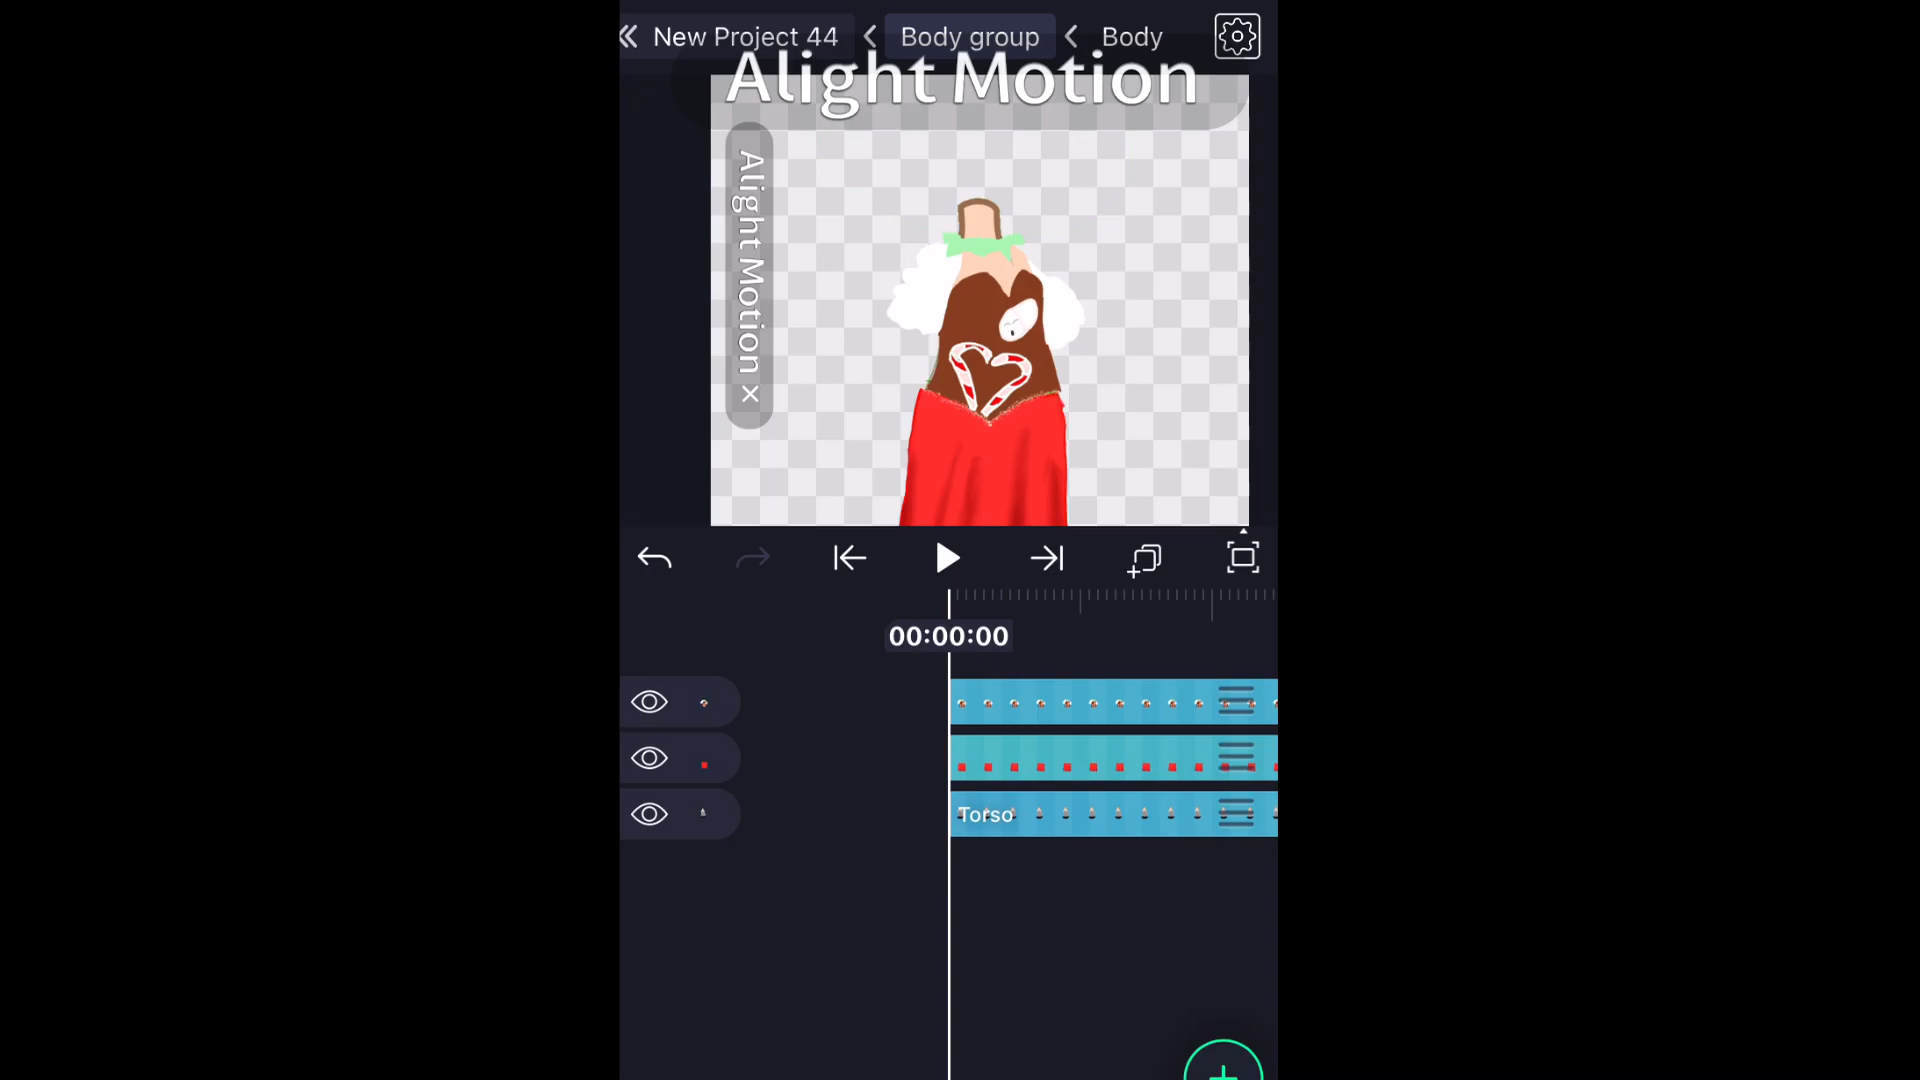 New Project 44
Body group
Body
Alight Motion
Alight Motion ×
00:00:00
Torso